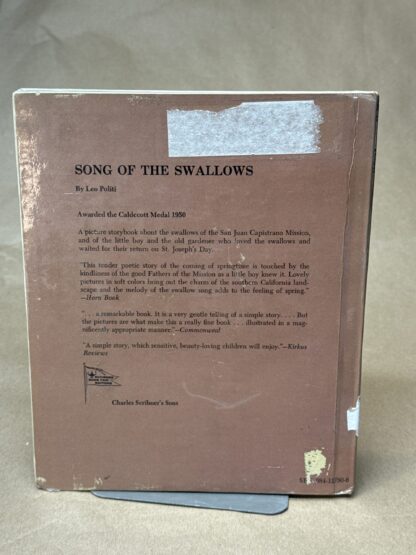 SONG OF THE SWALLOWS
By Leo Politi
Awarded the Caldecott Medal 1950
A picture storybook about the swallows of the San Juan Capistrano Mission,
and of the little boy and the old gardener who loved the swallows and
waited for their return on St. Joseph's Day.
"This tender poetic story of the coming of springtime is touched by the
kindliness of the good Fathers of the Mission as a little boy knew it. Lovely
pictures in soft colors bring out the charm of the southern California land-
scape and the melody of the swallow song adds to the feeling of spring."
—Horn Book
". . . a remarkable book. It is a very gentle telling of a simple story. . . . But
the pictures are what make this a really fine book . . . illustrated in a mag-
nificently appropriate manner."—Commonweal
"A simple story, which sensitive, beauty-loving children will enjoy."—Kirkus
Reviews
Charles Scribner's Sons